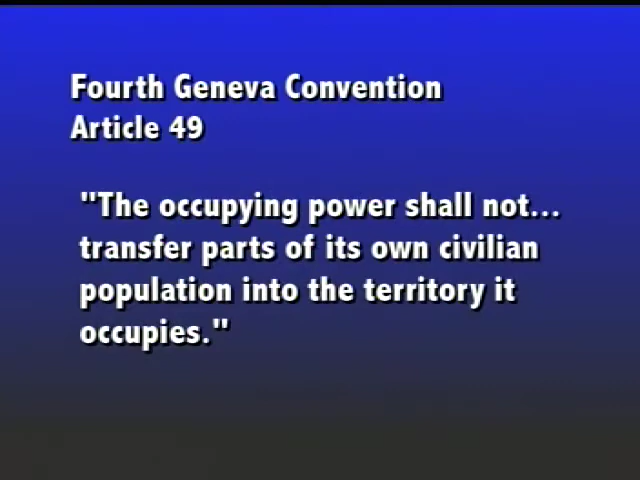 Fourth Geneva Convention
Article 49
"The occupying power shall not...
transfer parts of its own civilian
population into the territory it
occupies."